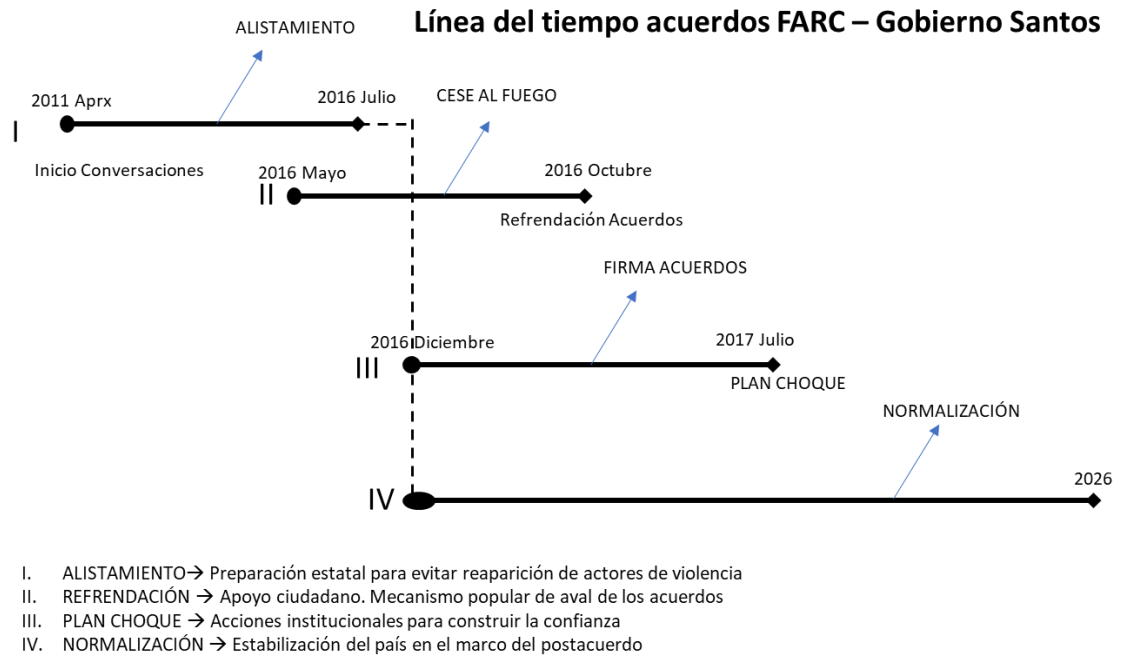 Línea del tiempo acuerdos FARC – Gobierno Santos
ALISTAMIENTO
2011 Aprx
2016 Julio
CESE AL FUEGO
I
Inicio Conversaciones
2016 Mayo
2016 Octubre
II
Refrendación Acuerdos
FIRMA ACUERDOS
2016 Diciembre
2017 Julio
III
PLAN CHOQUE
NORMALIZACIÓN
2026
IV
I. ALISTAMIENTO→ Preparación estatal para evitar reaparición de actores de violencia
II. REFRENDACIÓN → Apoyo ciudadano. Mecanismo popular de aval de los acuerdos
III. PLAN CHOQUE → Acciones institucionales para construir la confianza
IV. NORMALIZACIÓN → Estabilización del país en el marco del postacuerdo